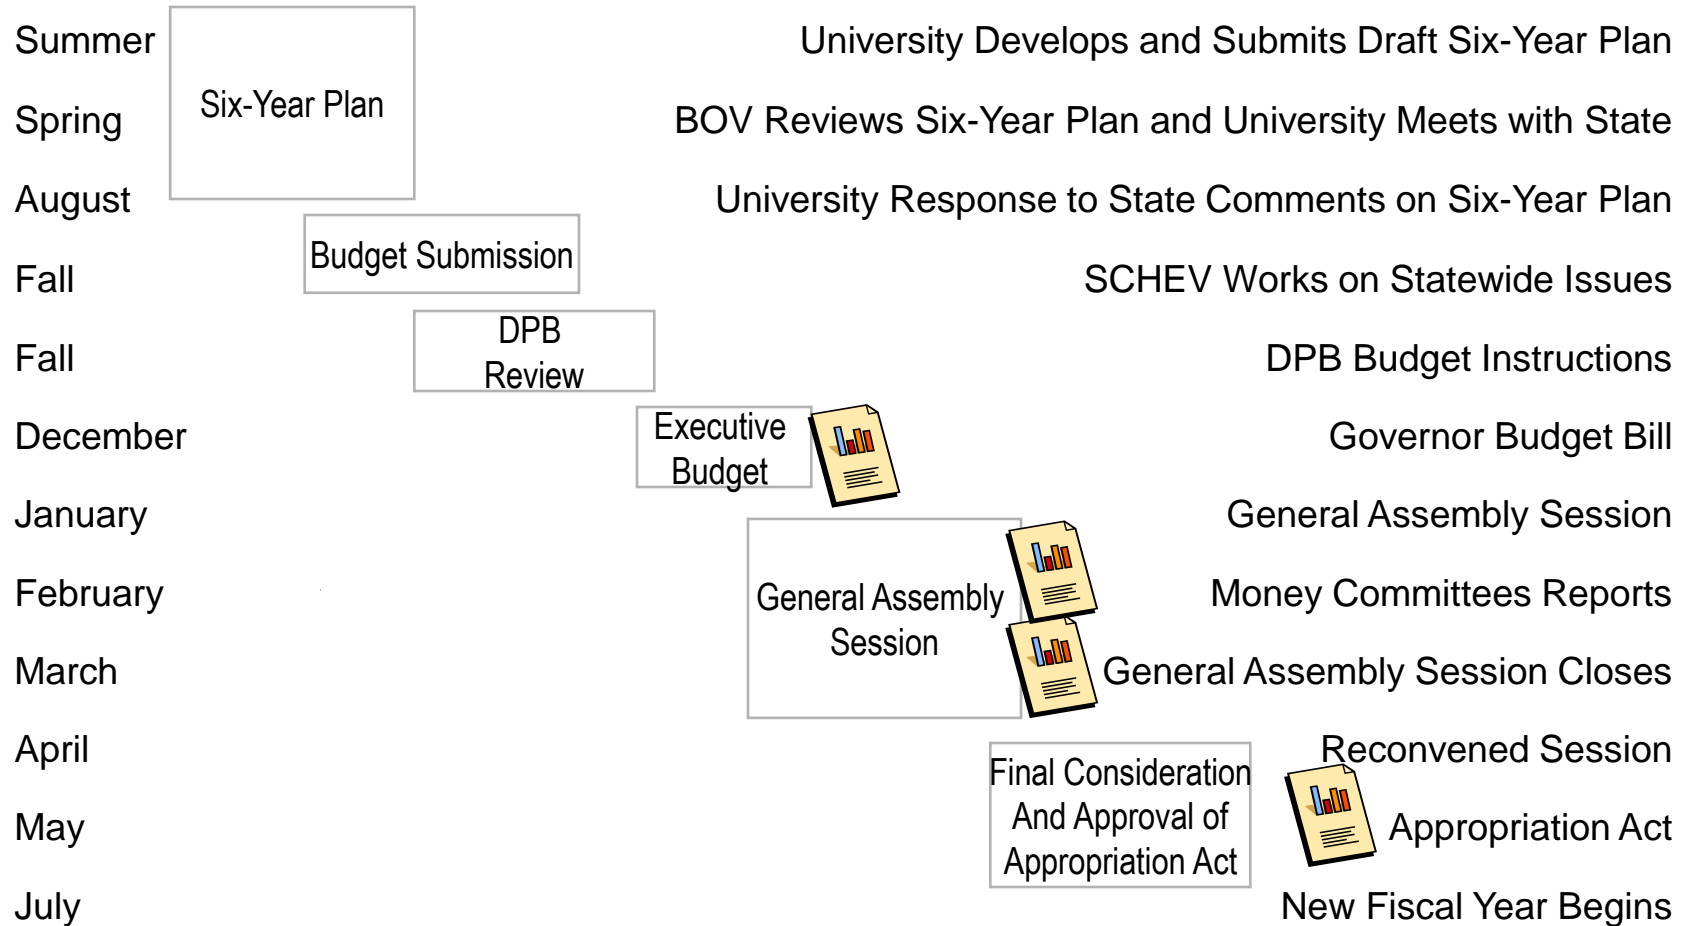 Summer
University Develops and Submits Draft Six-Year Plan
Six-Year Plan
Spring
BOV Reviews Six-Year Plan and University Meets with State
August
University Response to State Comments on Six-Year Plan
Budget Submission
Fall
SCHEV Works on Statewide Issues
DPB
Review
Fall
DPB Budget Instructions
Executive
Budget
December
Governor Budget Bill
January
General Assembly Session
General Assembly
Session
February
Money Committees Reports
March
General Assembly Session Closes
April
Reconvened Session
Final Consideration
And Approval of
Appropriation Act
May
Appropriation Act
July
New Fiscal Year Begins